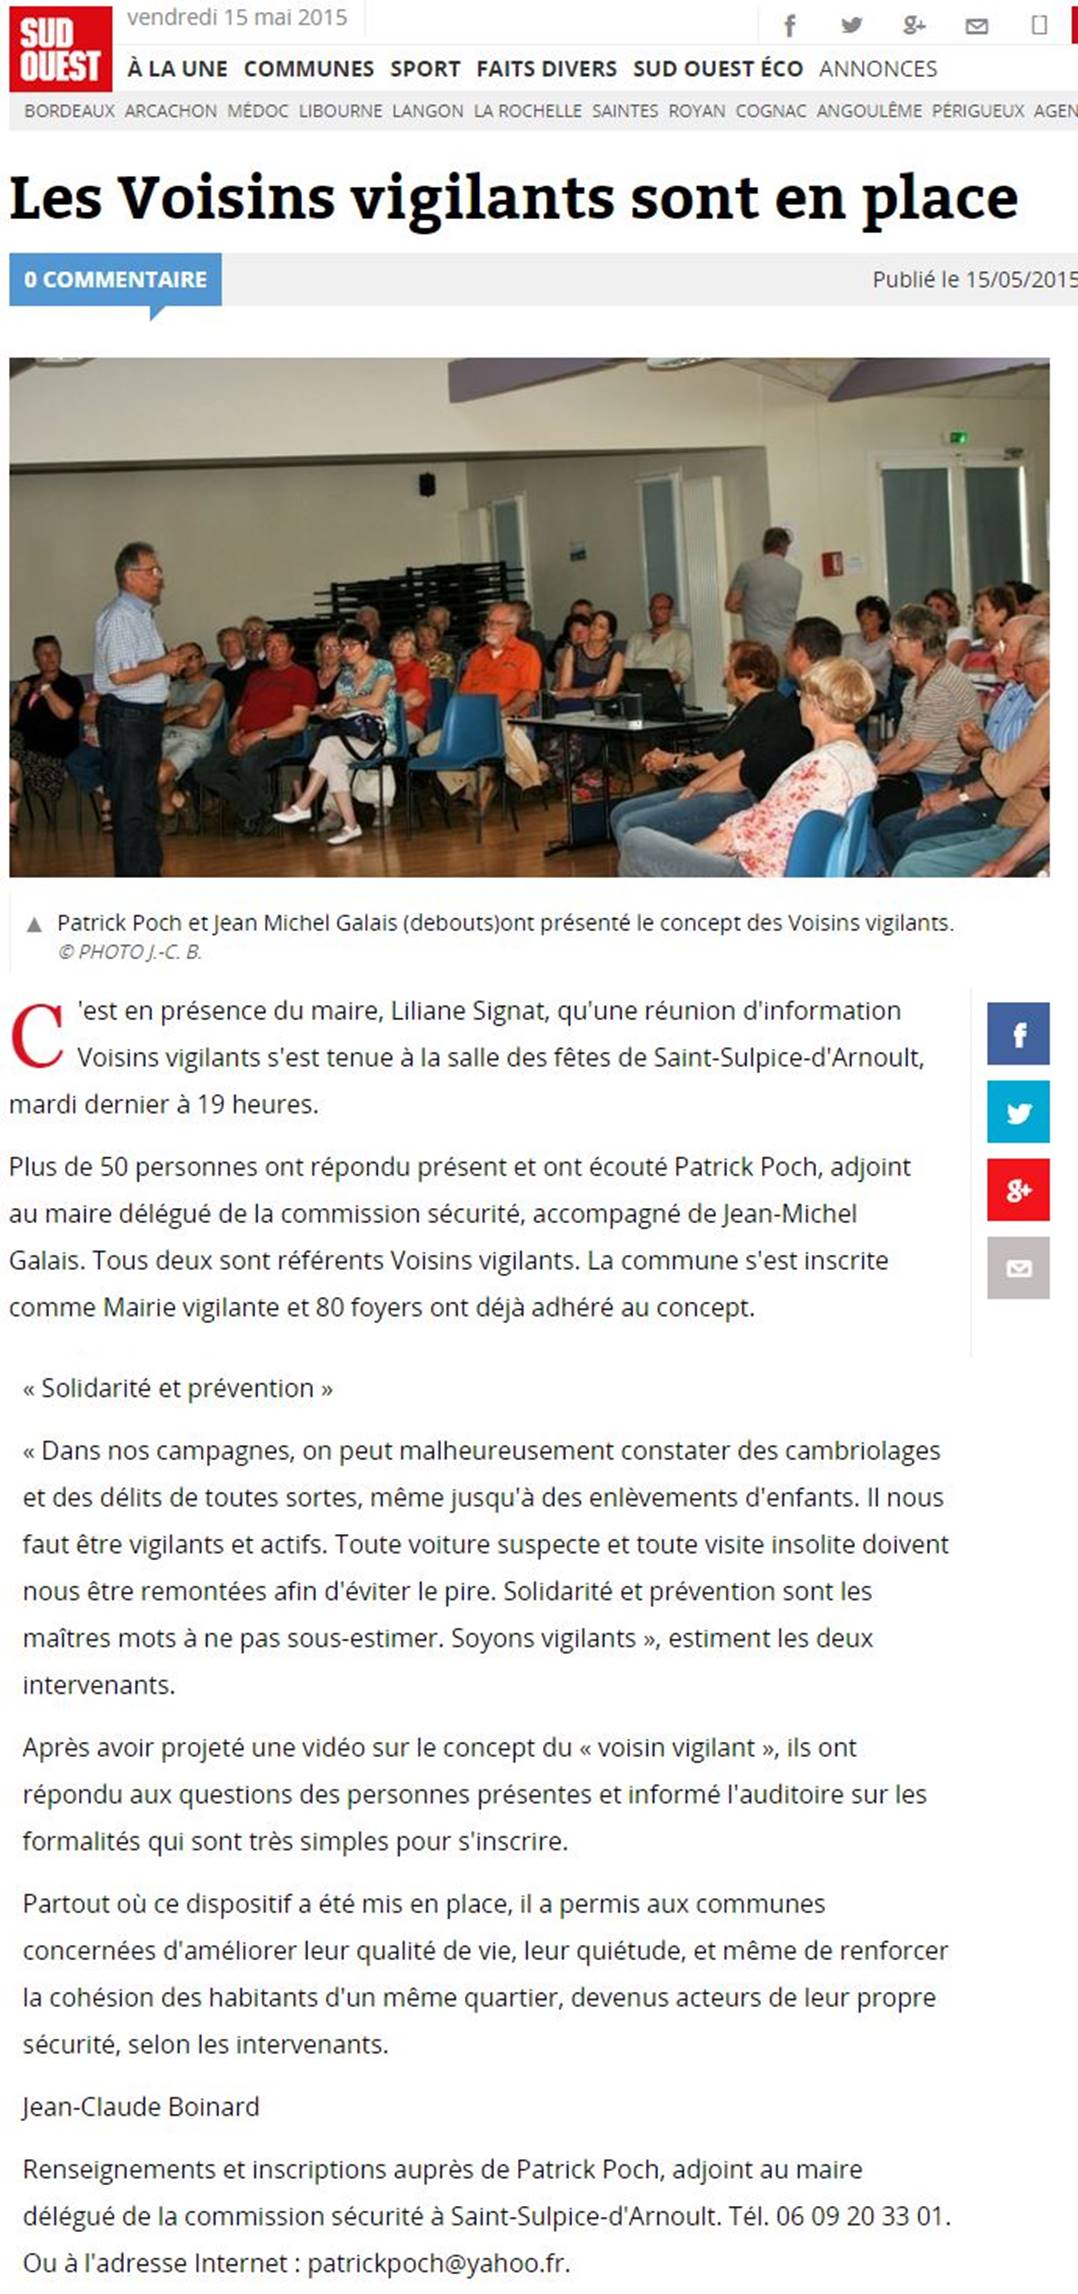 SUD
OUEST
vendredi 15 mai 2015
À LA UNE COMMUNES SPORT FAITS DIVERS SUD OUEST ÉCO ANNONCES
BORDEAUX ARCACHON MÉDOC LIBOURNE LANGON LA ROCHELLE SAINTES ROYAN COGNAC ANGOULÊME PÉRIGUEUX AGEN
Les Voisins vigilants sont en place
0 COMMENTAIRE
Publié le 15/05/2015
▲ Patrick Poch et Jean Michel Galais (debouts)ont présenté le concept des Voisins vigilants.
© PHOTO J.-C. B.
C'est en présence du maire, Liliane Signat, qu'une réunion d'information
Voisins vigilants s'est tenue à la salle des fêtes de Saint-Sulpice-d'Arnoult,
mardi dernier à 19 heures.
Plus de 50 personnes ont répondu présent et ont écouté Patrick Poch, adjoint
au maire délégué de la commission sécurité, accompagné de Jean-Michel
Galais. Tous deux sont référents Voisins vigilants. La commune s'est inscrite
comme Mairie vigilante et 80 foyers ont déjà adhéré au concept.
« Solidarité et prévention »
« Dans nos campagnes, on peut malheureusement constater des cambriolages
et des délits de toutes sortes, même jusqu'à des enlèvements d'enfants. Il nous
faut être vigilants et actifs. Toute voiture suspecte et toute visite insolite doivent
nous être remontées afin d'éviter le pire. Solidarité et prévention sont les
maîtres mots à ne pas sous-estimer. Soyons vigilants », estiment les deux
intervenants.
Après avoir projeté une vidéo sur le concept du « voisin vigilant », ils ont
répondu aux questions des personnes présentes et informé l'auditoire sur les
formalités qui sont très simples pour s'inscrire.
Partout où ce dispositif a été mis en place, il a permis aux communes
concernées d'améliorer leur qualité de vie, leur quiétude, et même de renforcer
la cohésion des habitants d'un même quartier, devenus acteurs de leur propre
sécurité, selon les intervenants.
Jean-Claude Boinard
Renseignements et inscriptions auprès de Patrick Poch, adjoint au maire
délégué de la commission sécurité à Saint-Sulpice-d'Arnoult. Tél. 06 09 20 33 01.
Ou à l'adresse Internet : patrickpoch@yahoo.fr.